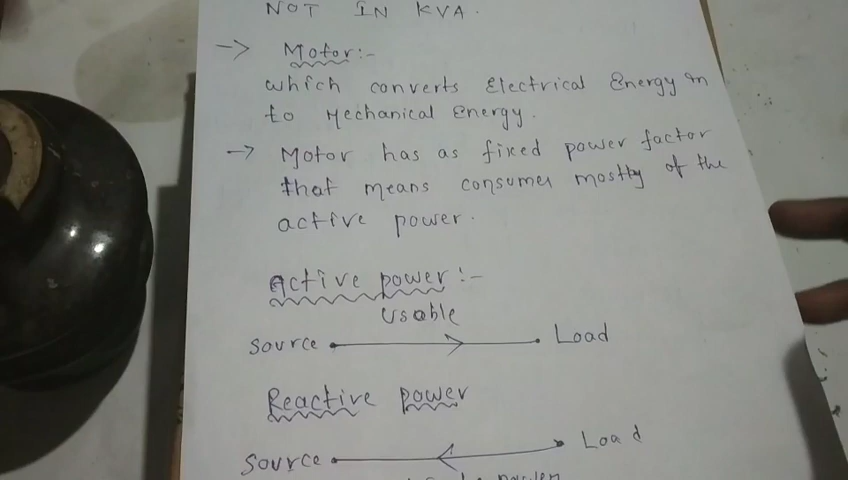 NOT IN KVA.
→ Motor:-
which converts Electrical Energy in
to Mechanical Energy.
→ Motor has as fixed power factor
that means consumes mostly of the
active power.
Active power:-
Usable
Source Load
Reactive power
Source Load